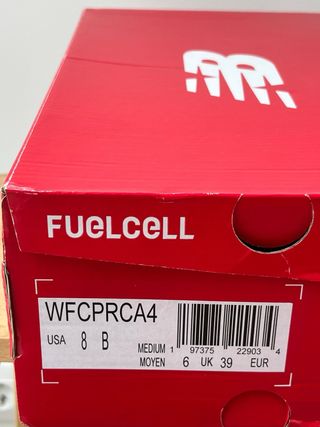 FUELCELL
WFCPRCA4
USA 8 B MEDIUM 1 97375 22903 4
MOYEN 6 UK 39 EUR